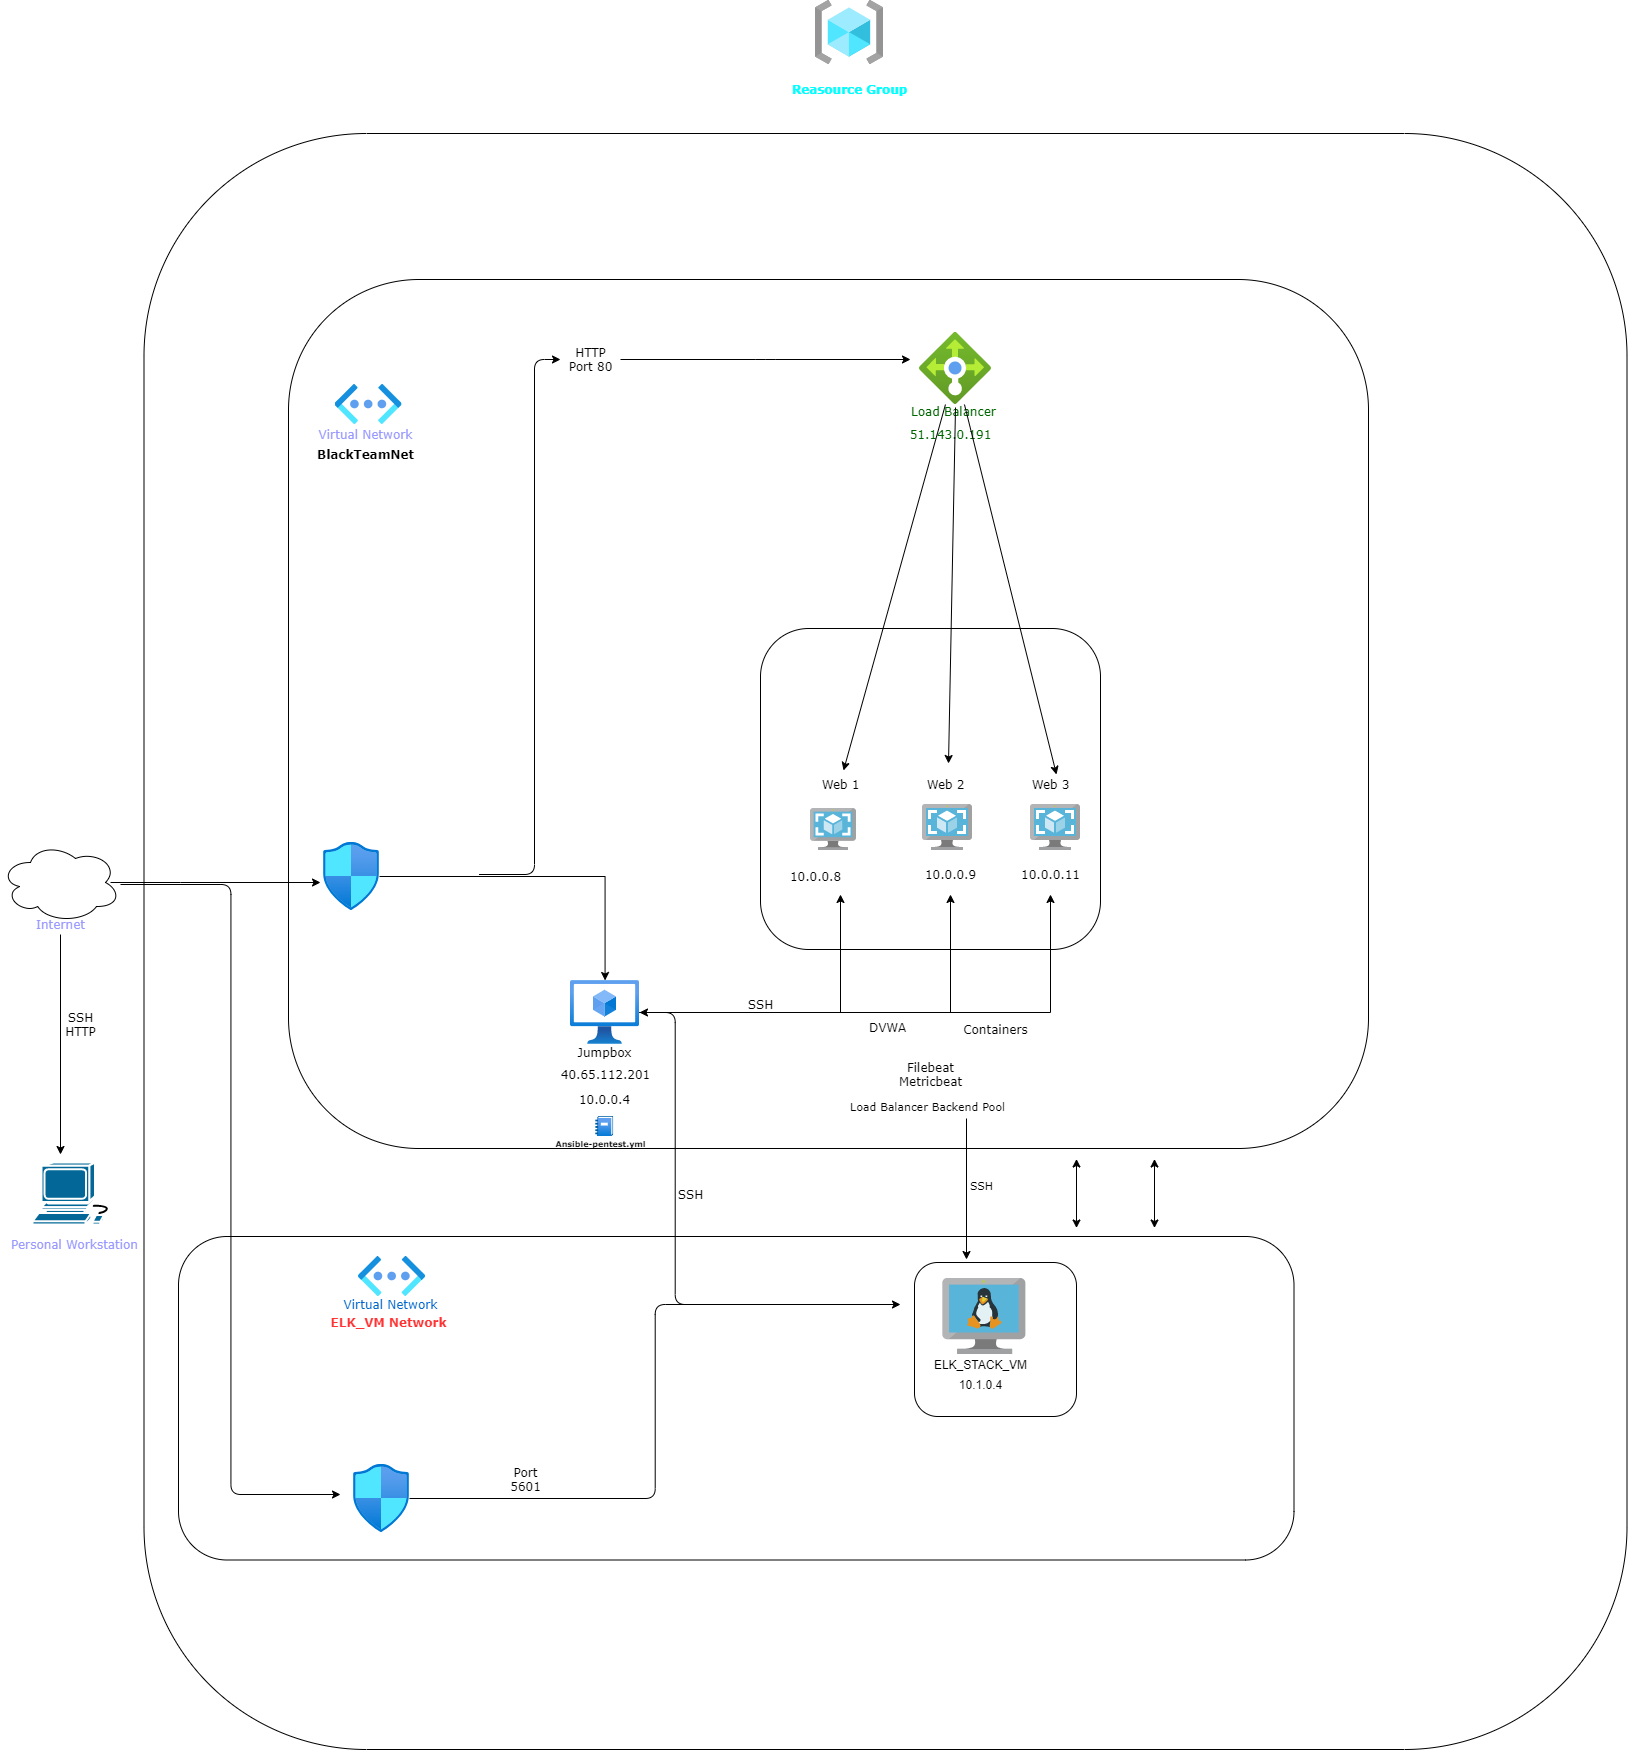 Reasource Group
HTTP
Port 80
Load Balancer
51.143.0.191
Virtual Network
BlackTeamNet
Web 1
Web 2
Web 3
10.0.0.8
10.0.0.9
10.0.0.11
Internet
SSH
HTTP
SSH
DVWA
Containers
Jumpbox
40.65.112.201
10.0.0.4
Ansible-pentest.yml
Filebeat
Metricbeat
Load Balancer Backend Pool
SSH
SSH
Personal Workstation
Virtual Network
ELK_VM Network
ELK_STACK_VM
10.1.0.4
Port
5601